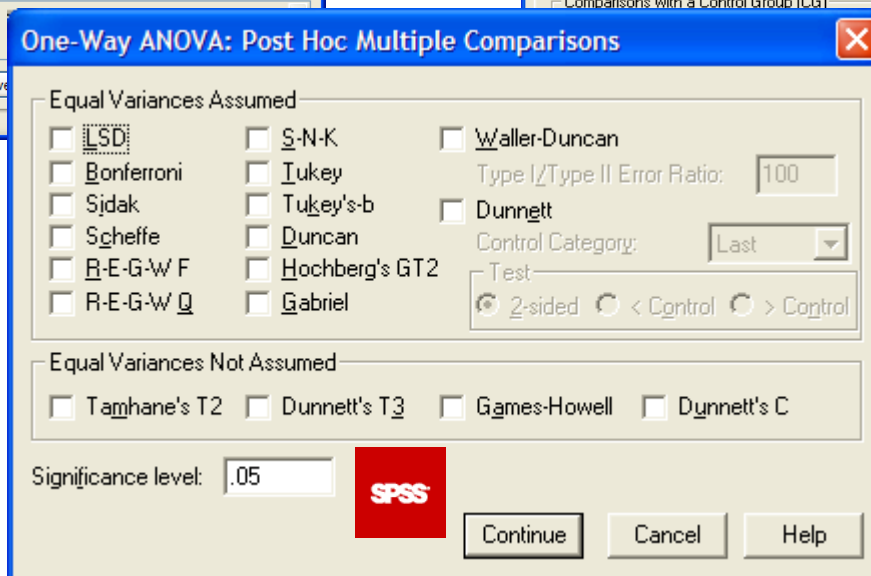 Comparisons with a Control Group (CG)
One-Way ANOVA: Post Hoc Multiple Comparisons
Equal Variances Assumed
LSD S-N-K Waller-Duncan
Bonferroni Tukey Type I/Type II Error Ratio: 100
Sidak Tukey's-b Dunnett
Scheffe Duncan Control Category: Last
R-E-G-W F Hochberg's GT2 Test
R-E-G-W Q Gabriel 2-sided < Control > Control
Equal Variances Not Assumed
Tamhane's T2 Dunnett's T3 Games-Howell Dunnett's C
Significance level: .05
SPSS
Continue Cancel Help